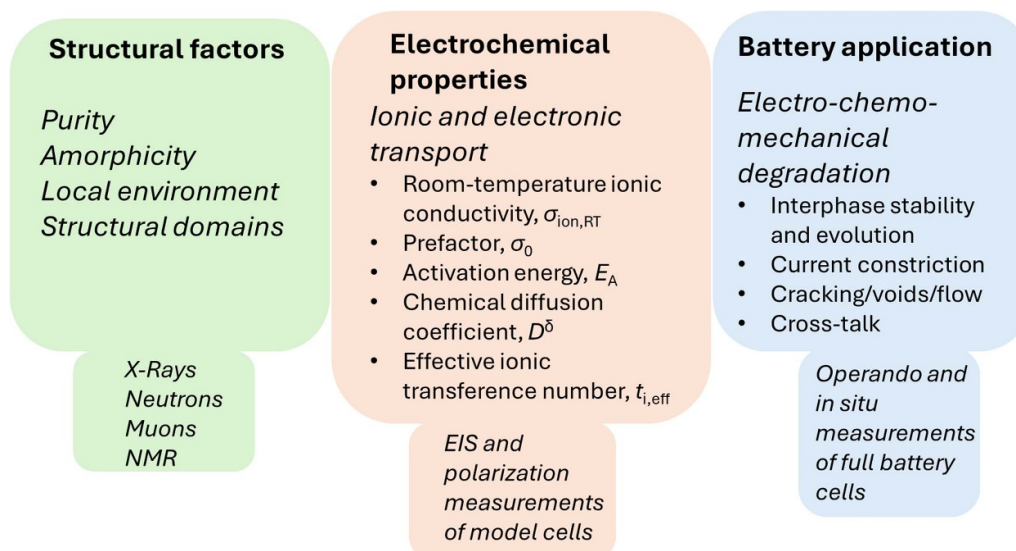 Structural factors
Purity
Amorphicity
Local environment
Structural domains
X-Rays
Neutrons
Muons
NMR
Electrochemical
properties
Ionic and electronic
transport
• Room-temperature ionic
conductivity, σion,RT
• Prefactor, σ0
• Activation energy, EA
• Chemical diffusion
coefficient, Dδ
• Effective ionic
transference number, ti,eff
EIS and
polarization
measurements
of model cells
Battery application
Electro-chemo-
mechanical
degradation
• Interphase stability
and evolution
• Current constriction
• Cracking/voids/flow
• Cross-talk
Operando and
in situ
measurements
of full battery
cells